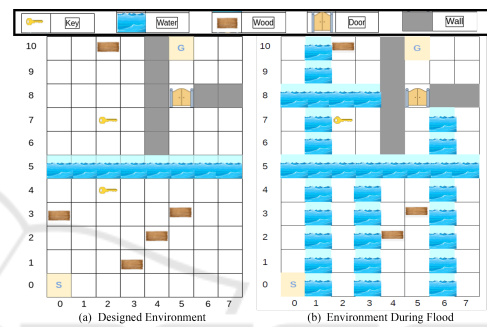 Key Water Wood Door Wall
10 G 10 G
9 9
8 8
7 7
6 6
5 5
4 4
3 3
2 2
1 1
0 S 0 S
0 1 2 3 4 5 6 7 0 1 2 3 4 5 6 7
(a) Designed Environment (b) Environment During Flood